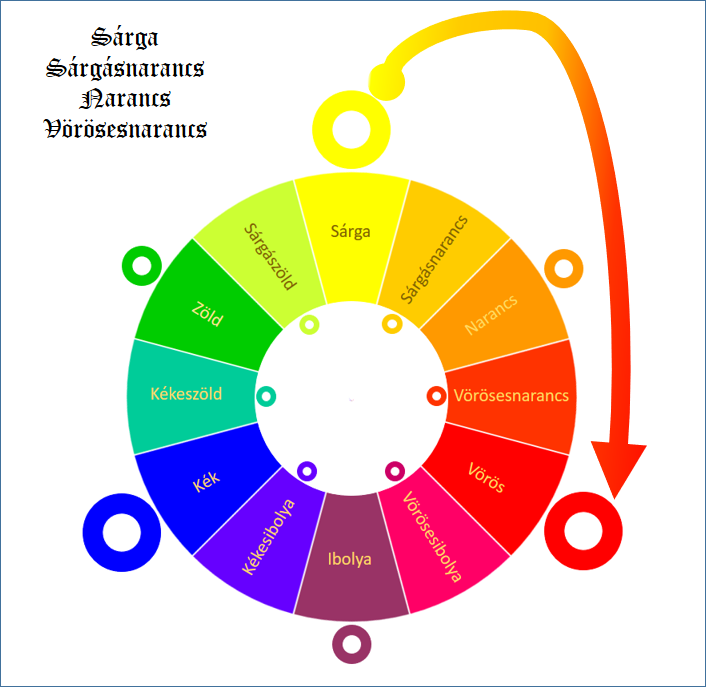 Sárga
Sárgásnarancs
Narancs
Vörösesnarancs
Sárga
Sárgásnarancs
Narancs
Vörösesnarancs
Vörös
Vörösesibolya
Ibolya
Kékesibolya
Kék
Kékeszöld
Zöld
Sárgászöld